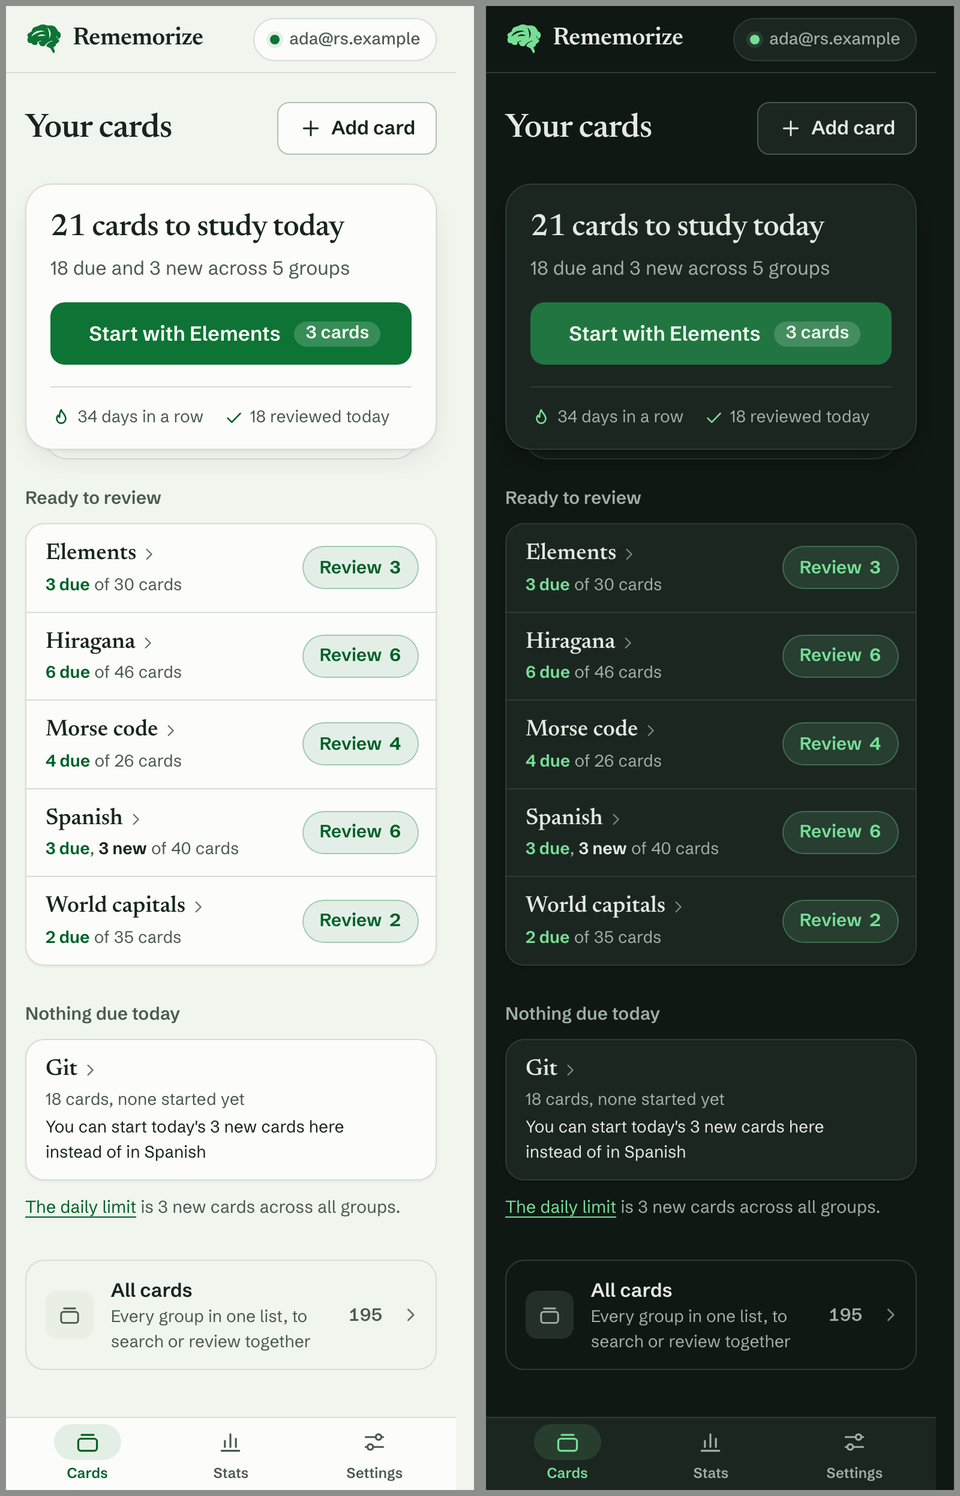 Rememorize
ada@rs.example
Your cards
Add card
21 cards to study today
18 due and 3 new across 5 groups
Start with Elements 3 cards
34 days in a row
18 reviewed today
Ready to review
Elements
3 due of 30 cards
Review 3
Hiragana
6 due of 46 cards
Review 6
Morse code
4 due of 26 cards
Review 4
Spanish
3 due, 3 new of 40 cards
Review 6
World capitals
2 due of 35 cards
Review 2
Nothing due today
Git
18 cards, none started yet
You can start today's 3 new cards here
instead of in Spanish
The daily limit is 3 new cards across all groups.
All cards
Every group in one list, to
search or review together
195
Cards
Stats
Settings
Rememorize
ada@rs.example
Your cards
Add card
21 cards to study today
18 due and 3 new across 5 groups
Start with Elements 3 cards
34 days in a row
18 reviewed today
Ready to review
Elements
3 due of 30 cards
Review 3
Hiragana
6 due of 46 cards
Review 6
Morse code
4 due of 26 cards
Review 4
Spanish
3 due, 3 new of 40 cards
Review 6
World capitals
2 due of 35 cards
Review 2
Nothing due today
Git
18 cards, none started yet
You can start today's 3 new cards here
instead of in Spanish
The daily limit is 3 new cards across all groups.
All cards
Every group in one list, to
search or review together
195
Cards
Stats
Settings